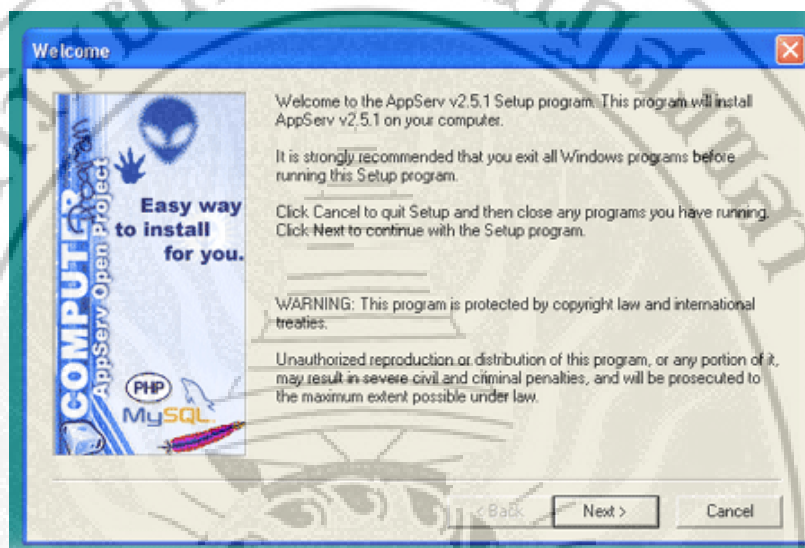 Welcome
Welcome to the AppServ v2.5.1 Setup program. This program will install
AppServ v2.5.1 on your computer.
It is strongly recommended that you exit all Windows programs before
running this Setup program.
Click Cancel to quit Setup and then close any programs you have running.
Click Next to continue with the Setup program.
WARNING: This program is protected by copyright law and international
treaties.
Unauthorized reproduction or distribution of this program, or any portion of it,
may result in severe civil and criminal penalties, and will be prosecuted to
the maximum extent possible under law.
COMPUTER
Program
AppServ Open Project
Easy way
to install
for you.
PHP
MySQL
< Back
Next >
Cancel